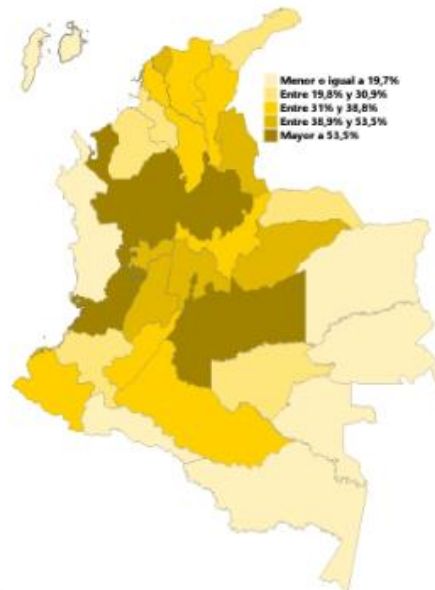 Menor o igual a 19,7%
Entre 19,8% y 30,9%
Entre 31% y 38,8%
Entre 38,9% y 53,5%
Mayor a 53,5%